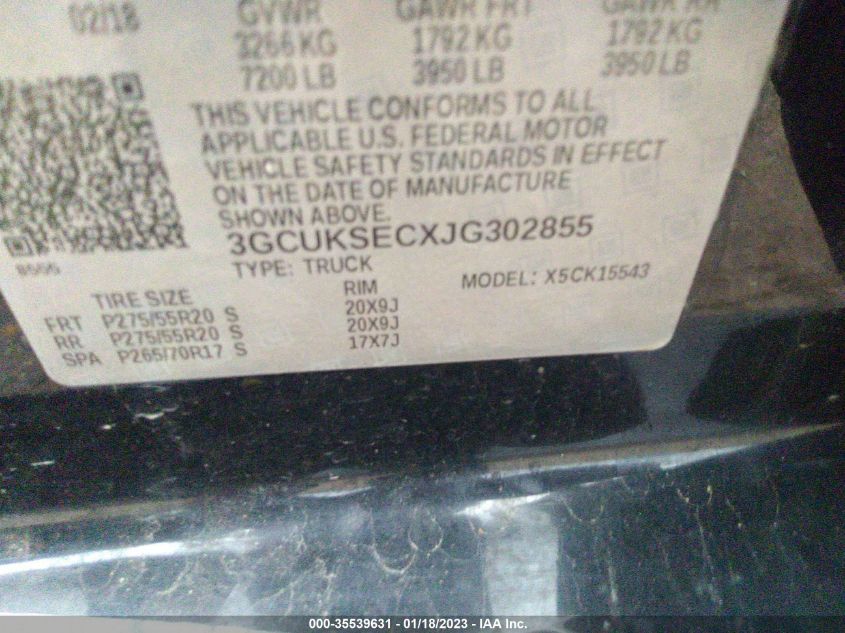 02/18 GVWR GAWR FRT GAWR RR
3266 KG 1792 KG 1792 KG
7200 LB 3950 LB 3950 LB
THIS VEHICLE CONFORMS TO ALL
APPLICABLE U.S. FEDERAL MOTOR
VEHICLE SAFETY STANDARDS IN EFFECT
ON THE DATE OF MANUFACTURE
SHOWN ABOVE.
3GCUKSECXJG302855
TYPE: TRUCK MODEL: X5CK15543
TIRE SIZE RIM
FRT P275/55R20 S 20X9J
RR P275/55R20 S 20X9J
SPA P265/70R17 S 17X7J
000-35539631 - 01/18/2023 - IAA Inc.